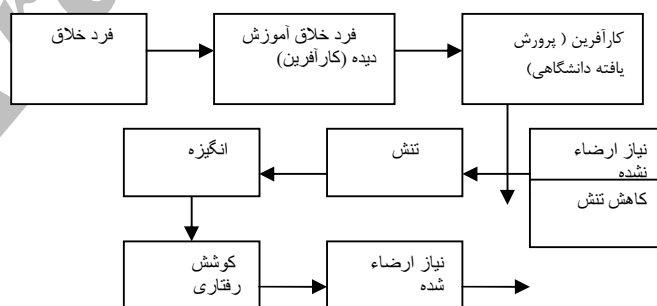 فرد خلاق
فرد خلاق آموزش
دیده (کارآفرین)
کارآفرین ( پرورش
یافته دانشگاهی)
نیاز ارضاء
نشده
تنش
انگیزه
کاهش تنش
کوشش
رفتاری
نیاز ارضاء
شده